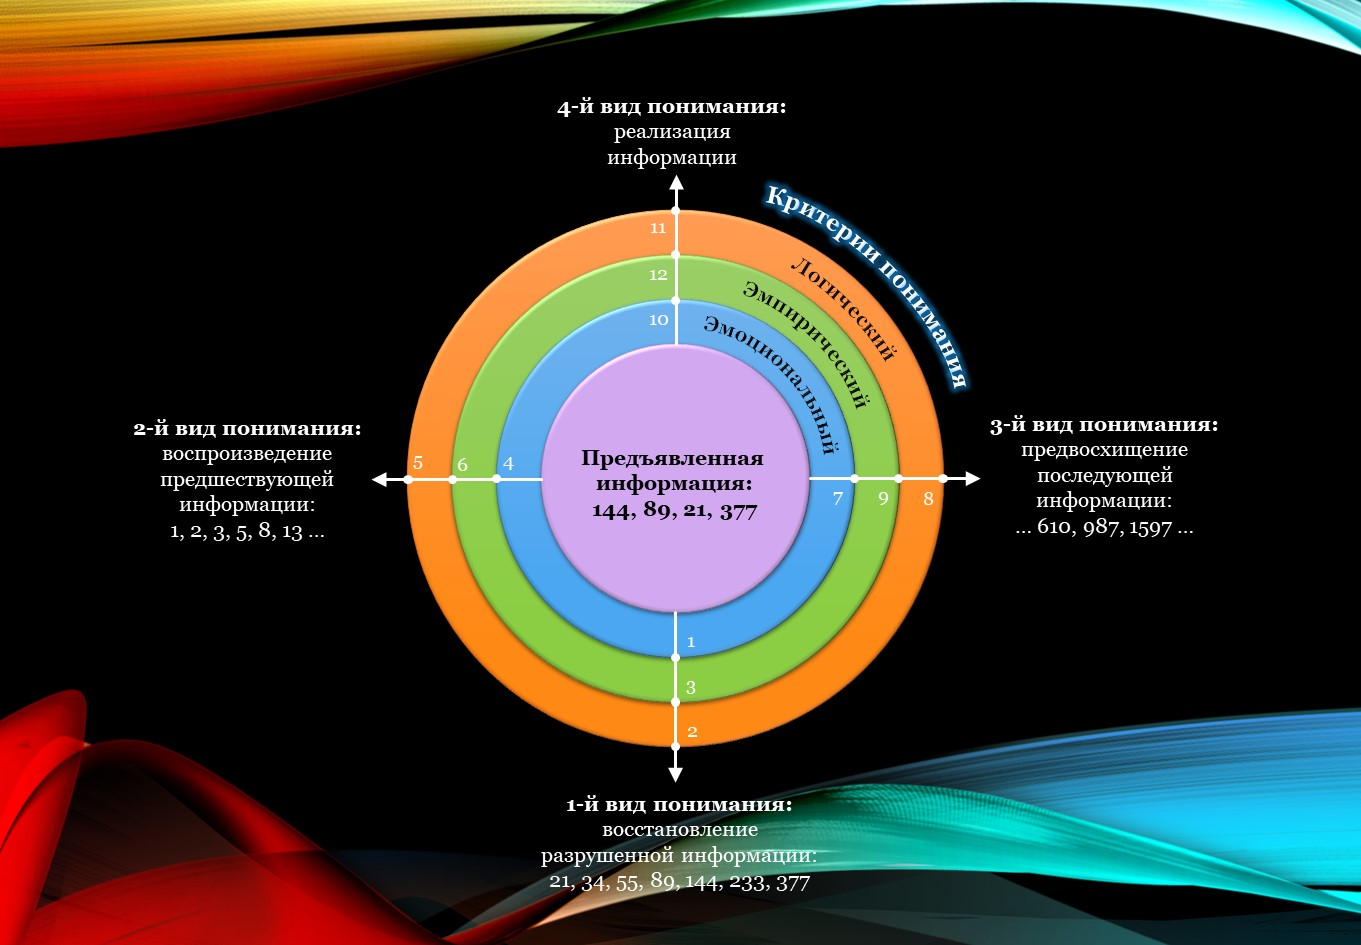 4-й вид понимания:
реализация
информации
Критерии понимания
Логический
Эмпирический
Эмоциональный
11
12
10
2-й вид понимания:
воспроизведение
предшествующей
информации:
1, 2, 3, 5, 8, 13 ...
5
6
4
Предъявленная
информация:
144, 89, 21, 377
7
9
8
3-й вид понимания:
предвосхищение
последующей
информации:
... 610, 987, 1597 ...
1
3
2
1-й вид понимания:
восстановление
разрушенной информации:
21, 34, 55, 89, 144, 233, 377